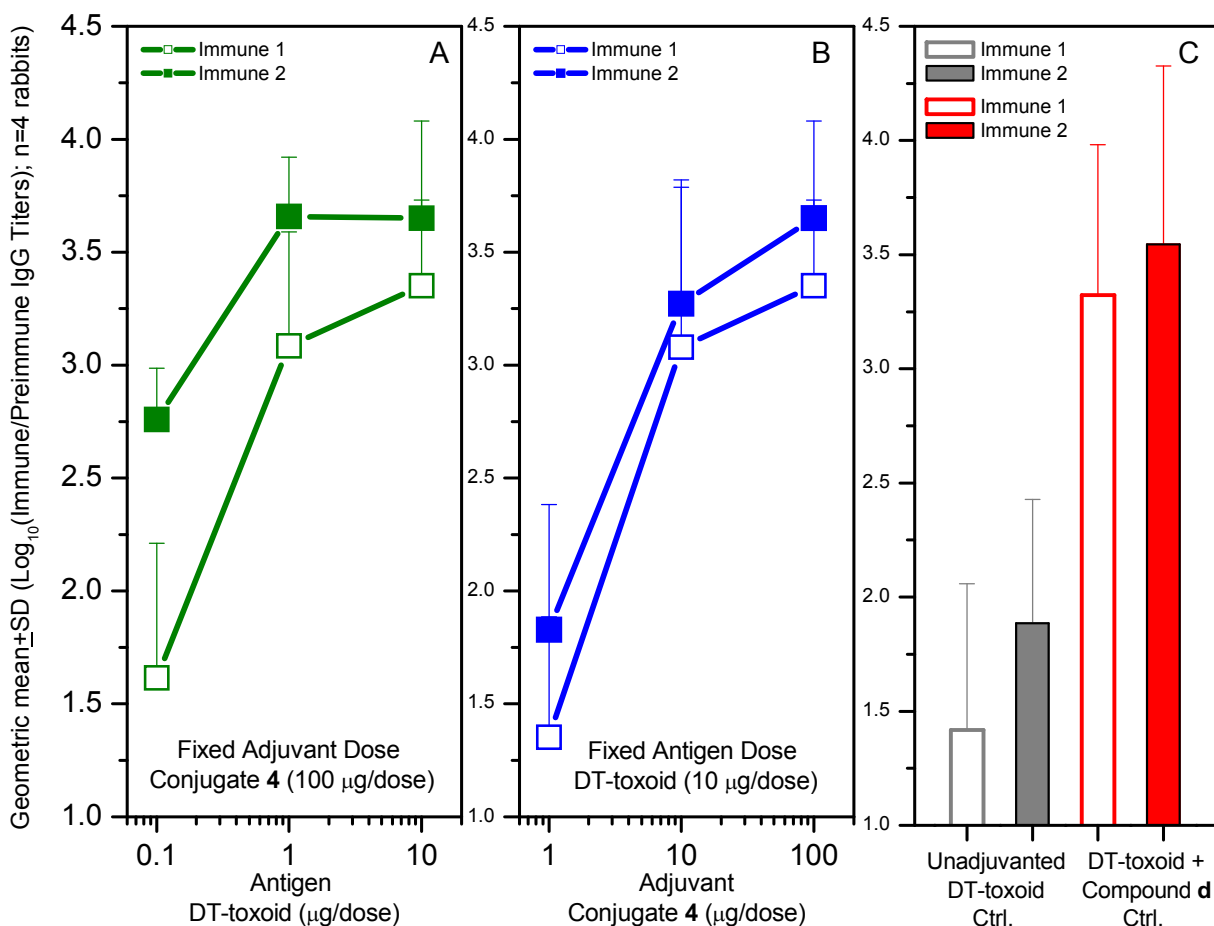 Geometric mean±SD (Log10(Immune/Preimmune IgG Titers); n=4 rabbits)
4.5
4.0
3.5
3.0
2.5
2.0
1.5
1.0
Immune 1
Immune 2
A
Fixed Adjuvant Dose
Conjugate 4 (100 μg/dose)
0.1
1
10
Antigen
DT-toxoid (μg/dose)
4.5
4.0
3.5
3.0
2.5
2.0
1.5
1.0
Immune 1
Immune 2
B
Fixed Antigen Dose
DT-toxoid (10 μg/dose)
1
10
100
Adjuvant
Conjugate 4 (μg/dose)
4.5
4.0
3.5
3.0
2.5
2.0
1.5
1.0
Immune 1
Immune 2
Immune 1
Immune 2
C
Unadjuvanted
DT-toxoid
Ctrl.
DT-toxoid +
Compound d
Ctrl.